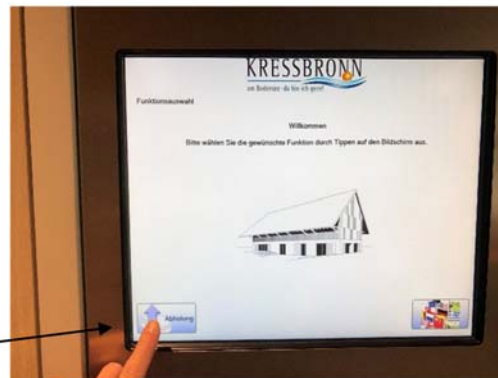 KRESSBRONN
am Bodensee · da bin ich gern!
Funktionsauswahl
Willkommen
Bitte wählen Sie die gewünschte Funktion durch Tippen auf den Bildschirm aus.
Abholung